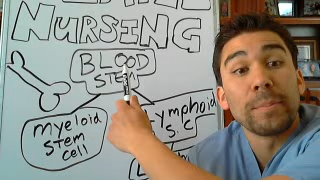 NURSING
BLOOD
STEM
myeloid
stem
cell
Lymphoid
S.C